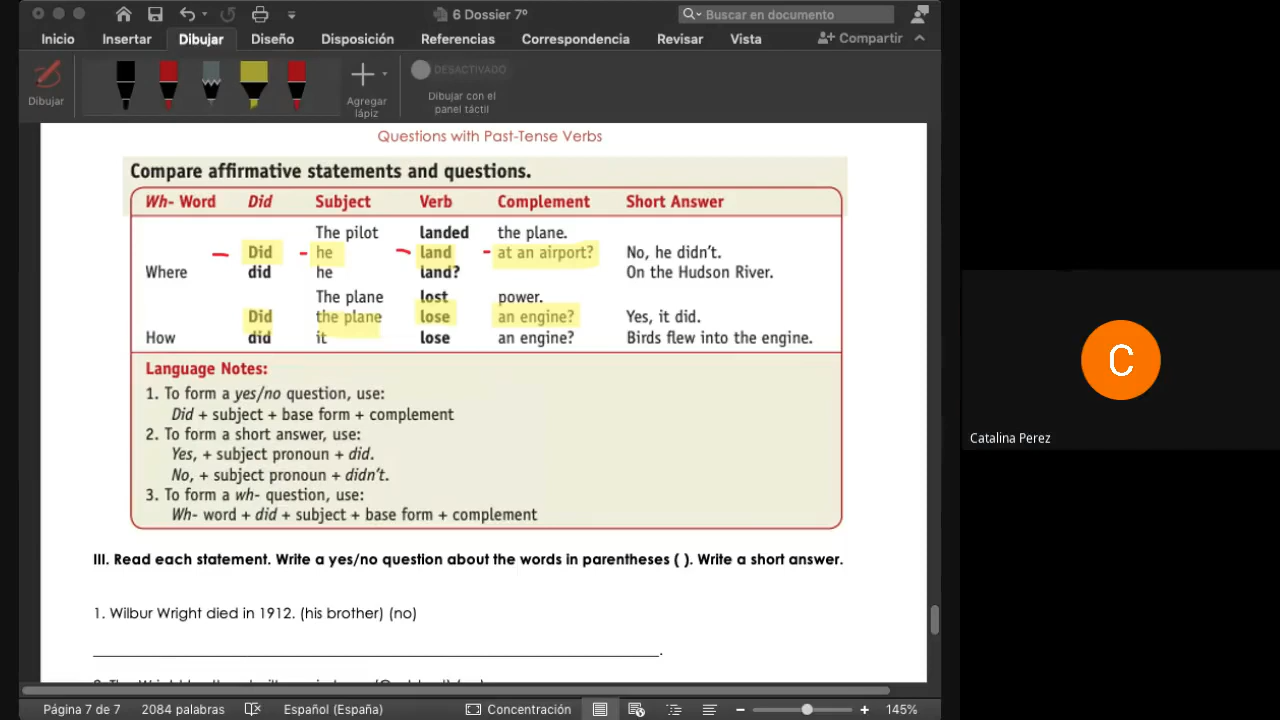 6 Dossier 7º
Buscar en documento
Inicio Insertar Dibujar Diseño Disposición Referencias Correspondencia Revisar Vista Compartir
DESACTIVADO
Dibujar
Agregar lápiz
Dibujar con el panel táctil
Questions with Past-Tense Verbs
Compare affirmative statements and questions.
Wh- Word Did Subject Verb Complement Short Answer
The pilot landed the plane.
Did he land at an airport? No, he didn't.
Where did he land? On the Hudson River.
The plane lost power.
Did the plane lose an engine? Yes, it did.
How did it lose an engine? Birds flew into the engine.
Language Notes:
1. To form a yes/no question, use:
Did + subject + base form + complement
2. To form a short answer, use:
Yes, + subject pronoun + did.
No, + subject pronoun + didn't.
3. To form a wh- question, use:
Wh- word + did + subject + base form + complement
III. Read each statement. Write a yes/no question about the words in parentheses ( ). Write a short answer.
1. Wilbur Wright died in 1912. (his brother) (no)
Página 7 de 7 2084 palabras Español (España) Concentración 145%
C
Catalina Perez